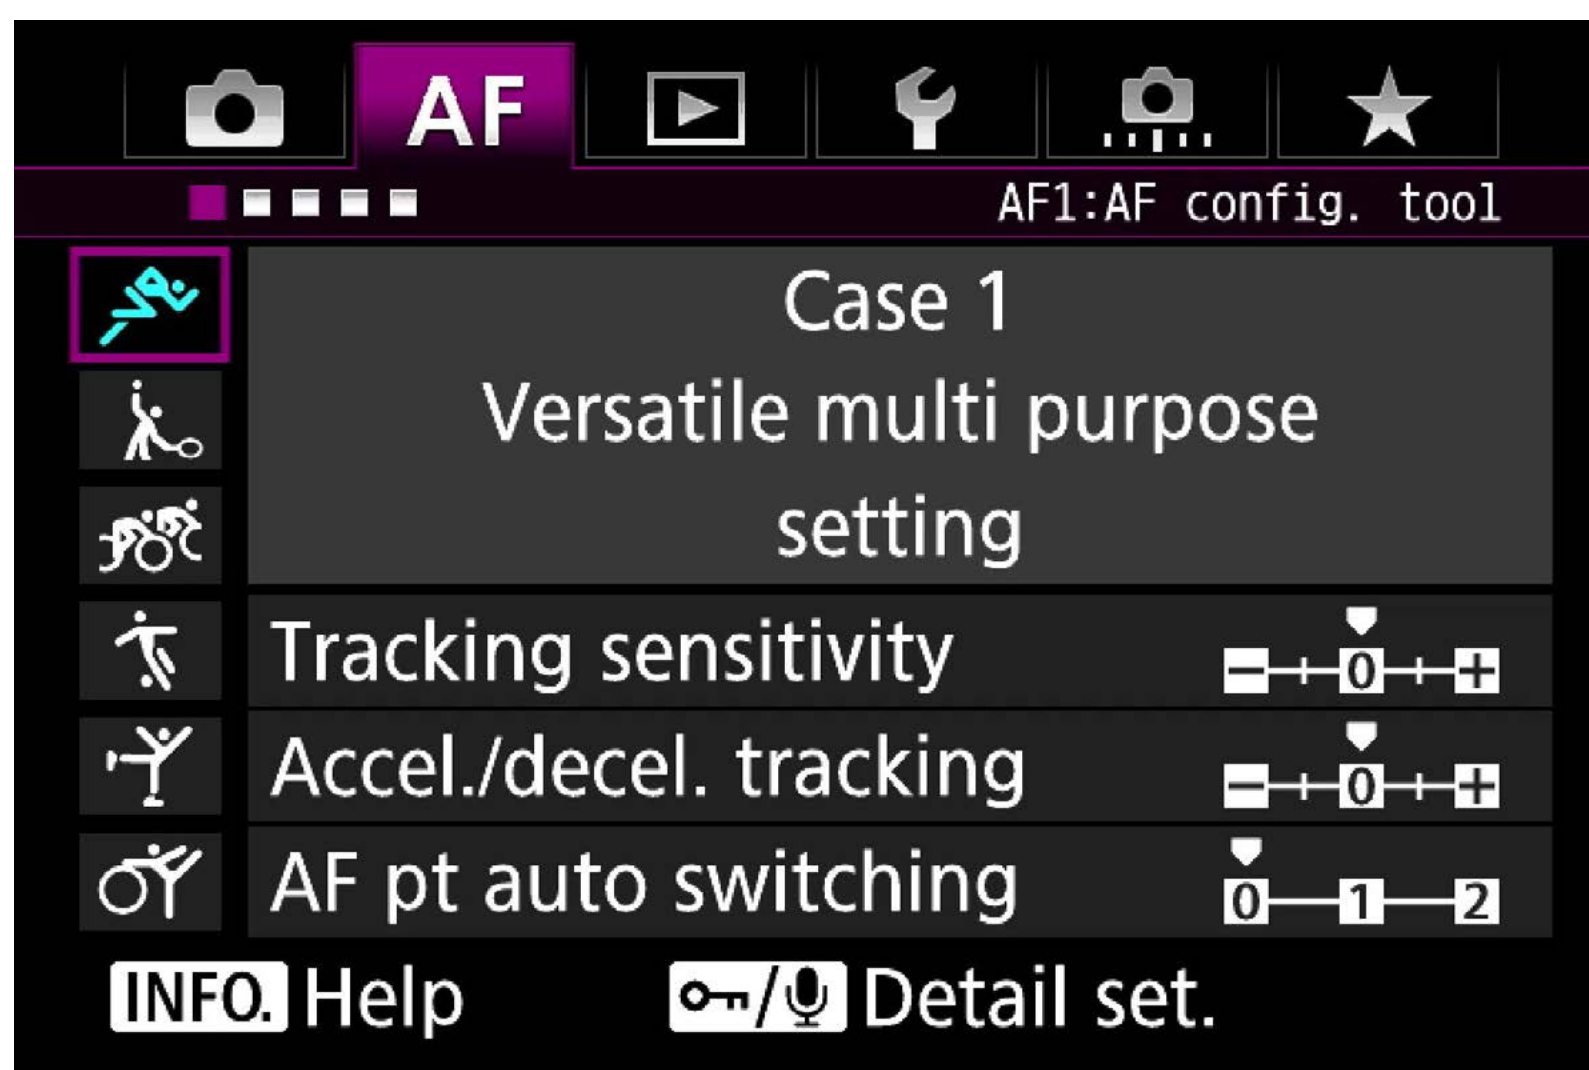 AF
AF1:AF config. tool
Case 1
Versatile multi purpose
setting
Tracking sensitivity
− 0 +
Accel./decel. tracking
− 0 +
AF pt auto switching
0 1 2
INFO. Help
/ Detail set.